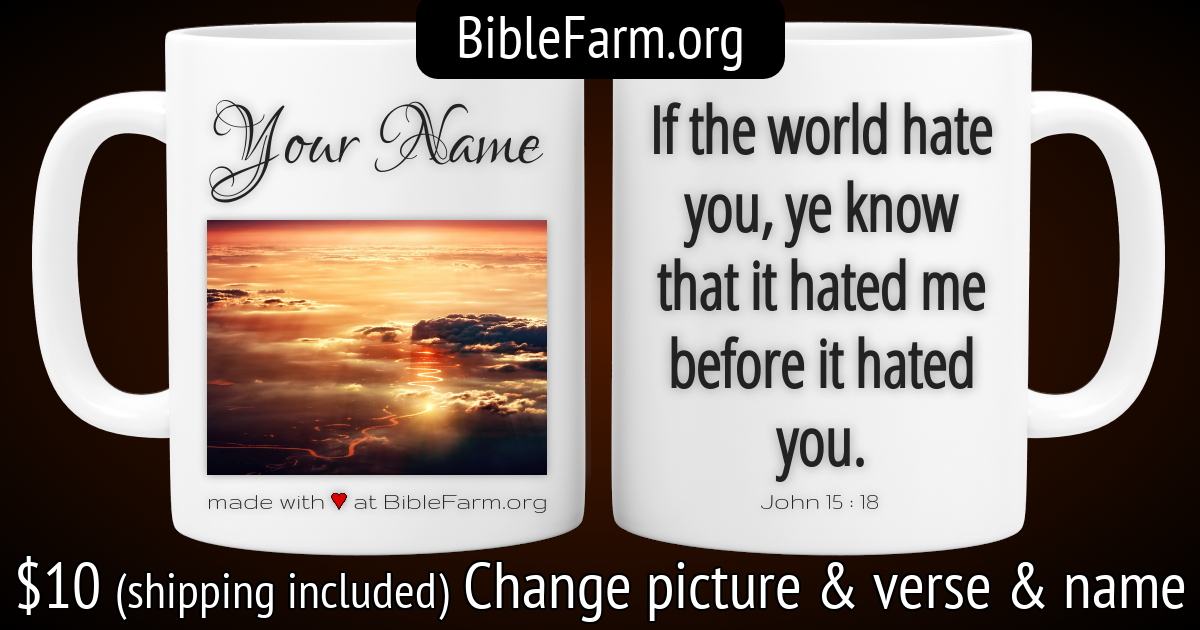 BibleFarm.org
Your Name
made with ♥ at BibleFarm.org
If the world hate
you, ye know
that it hated me
before it hated
you.
John 15 : 18
$10 (shipping included) Change picture & verse & name